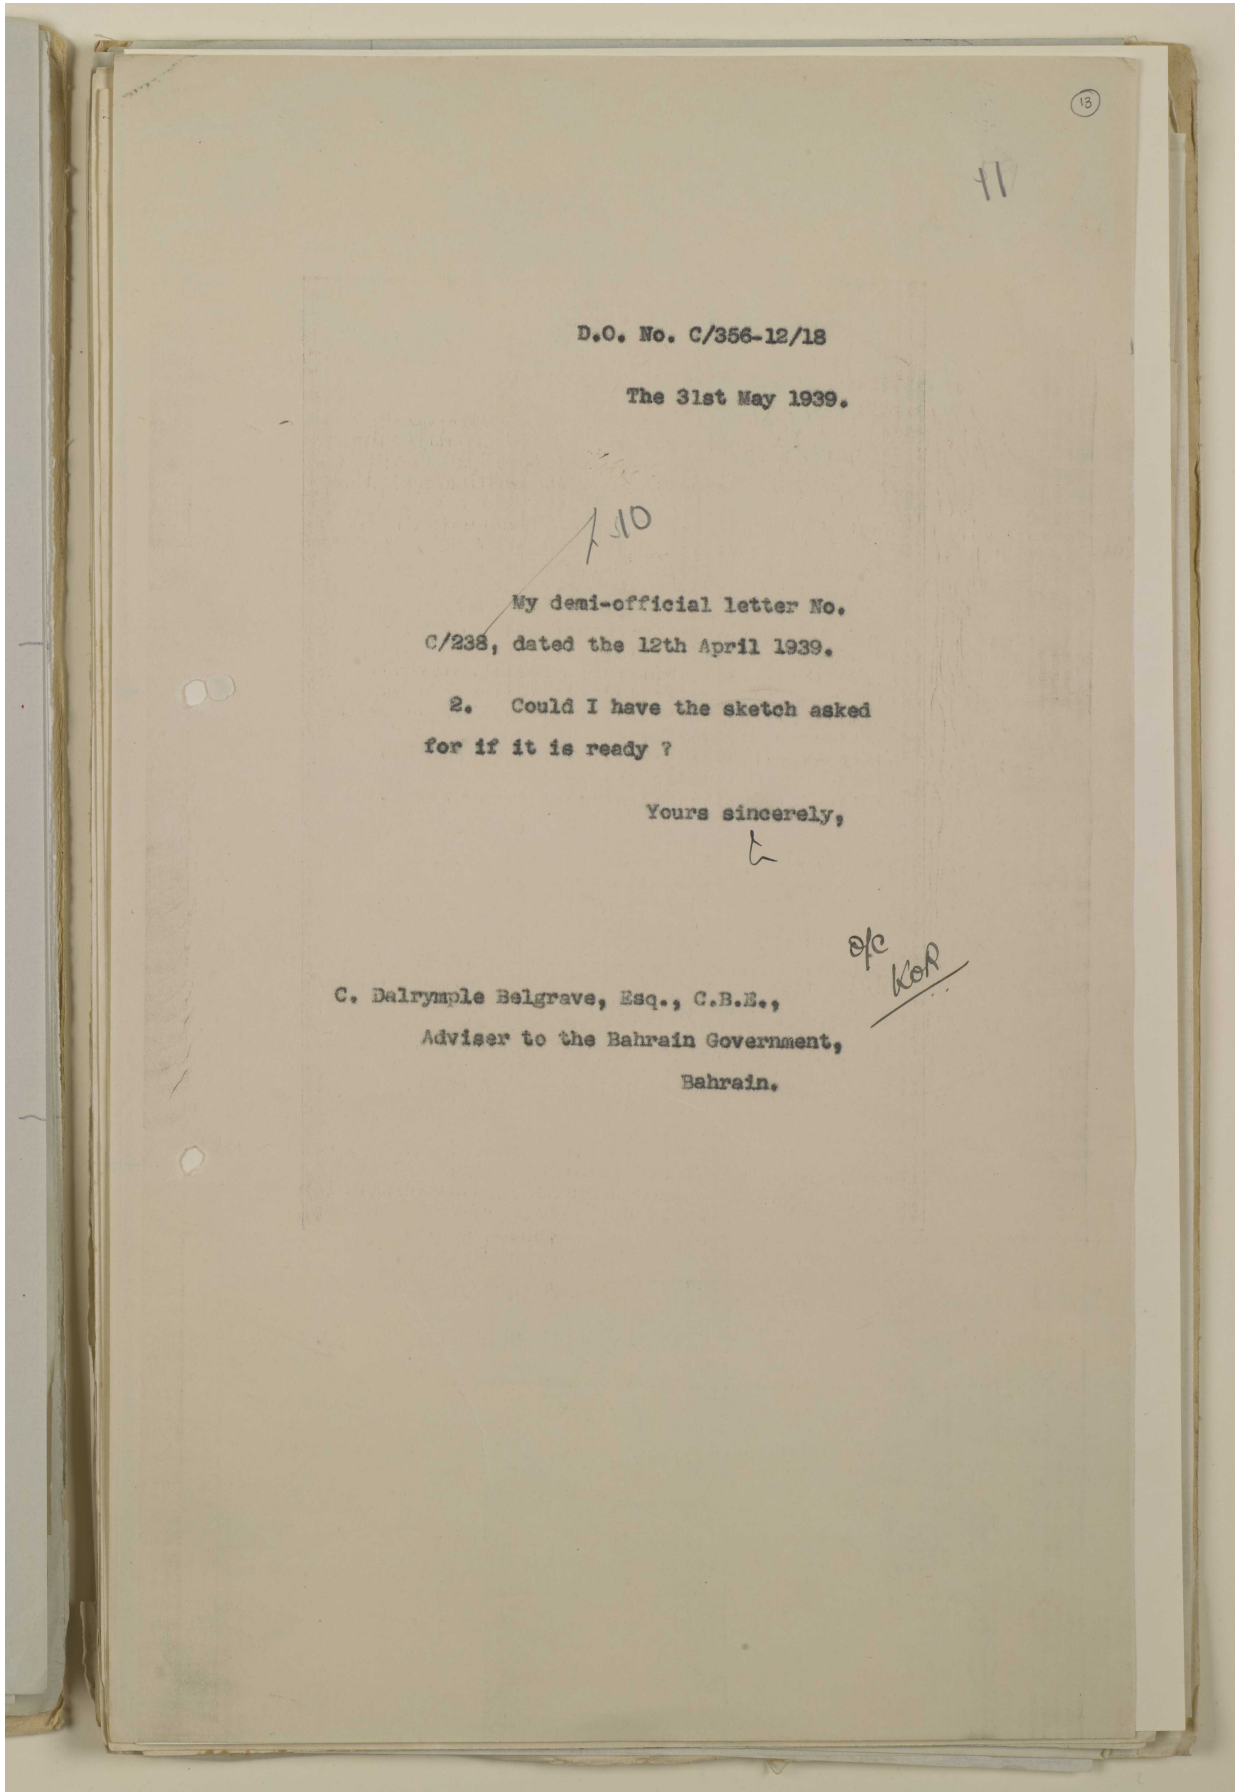 13
11
D.O. No. C/356-12/18
The 31st May 1939.
10
My demi-official letter No.
C/238, dated the 12th April 1939.
2. Could I have the sketch asked
for if it is ready ?
Yours sincerely,
o/c
C. Dalrymple Belgrave, Esq., C.B.E.,
Adviser to the Bahrain Government,
Bahrain.